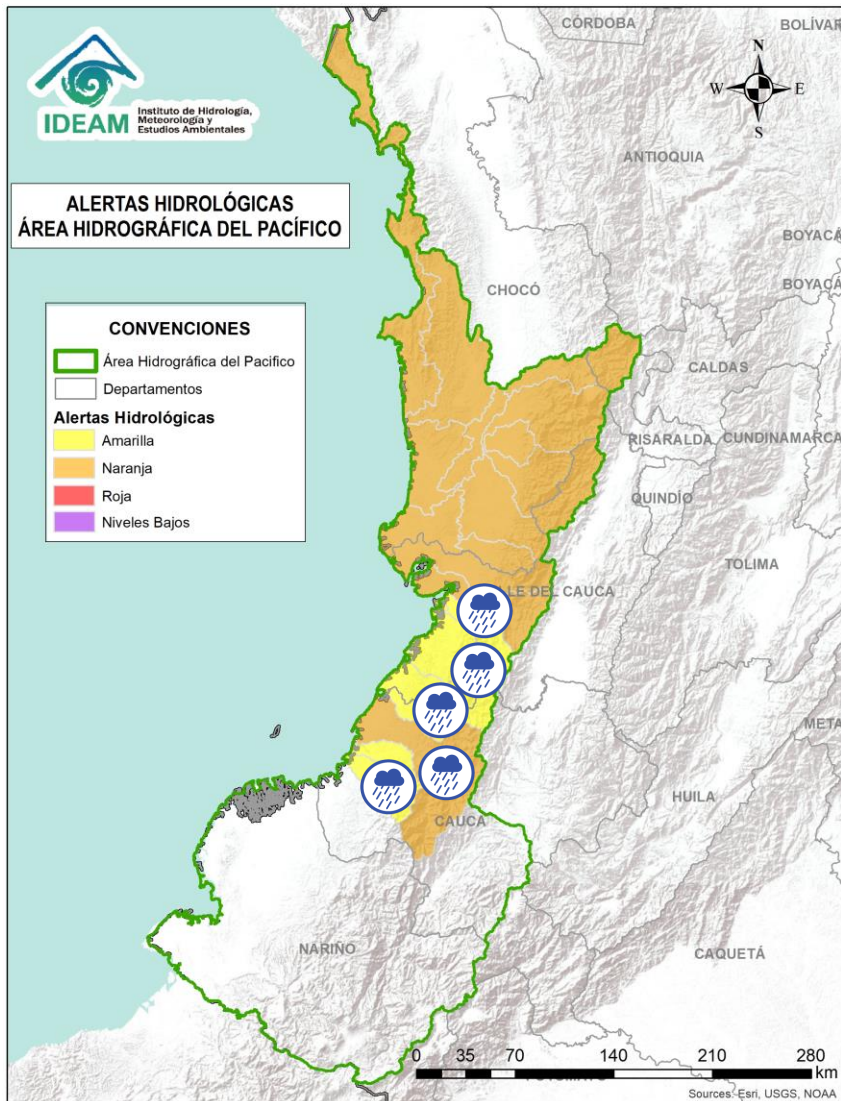 CÓRDOBA
BOLÍVAR
N
W
E
S
IDEAM
Instituto de Hidrología,
Meteorología y
Estudios Ambientales
ANTIOQUIA
ALERTAS HIDROLÓGICAS
ÁREA HIDROGRÁFICA DEL PACÍFICO
BOYACÁ
BOYACÁ
CHOCÓ
CONVENCIONES
Área Hidrográfica del Pacifico
Departamentos
Alertas Hidrológicas
Amarilla
Naranja
Roja
Niveles Bajos
CALDAS
RISARALDA
CUNDINAMARCA
QUINDÍO
TOLIMA
LLE DEL CAUCA
META
HUILA
CAUCA
NARIÑO
CAQUETÁ
0 35 70 140 210 280
km
Sources: Esri, USGS, NOAA